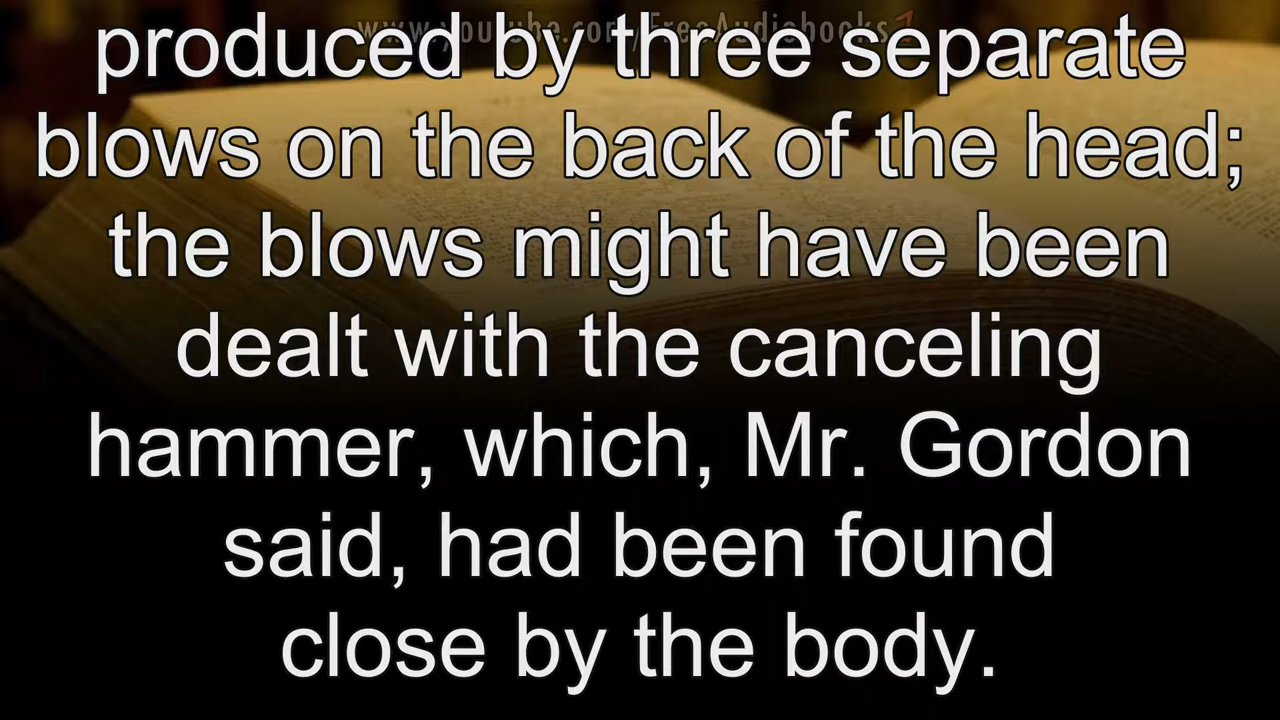 www.youtube.com/FreeAudiobooks
produced by three separate
blows on the back of the head;
the blows might have been
dealt with the canceling
hammer, which, Mr. Gordon
said, had been found
close by the body.